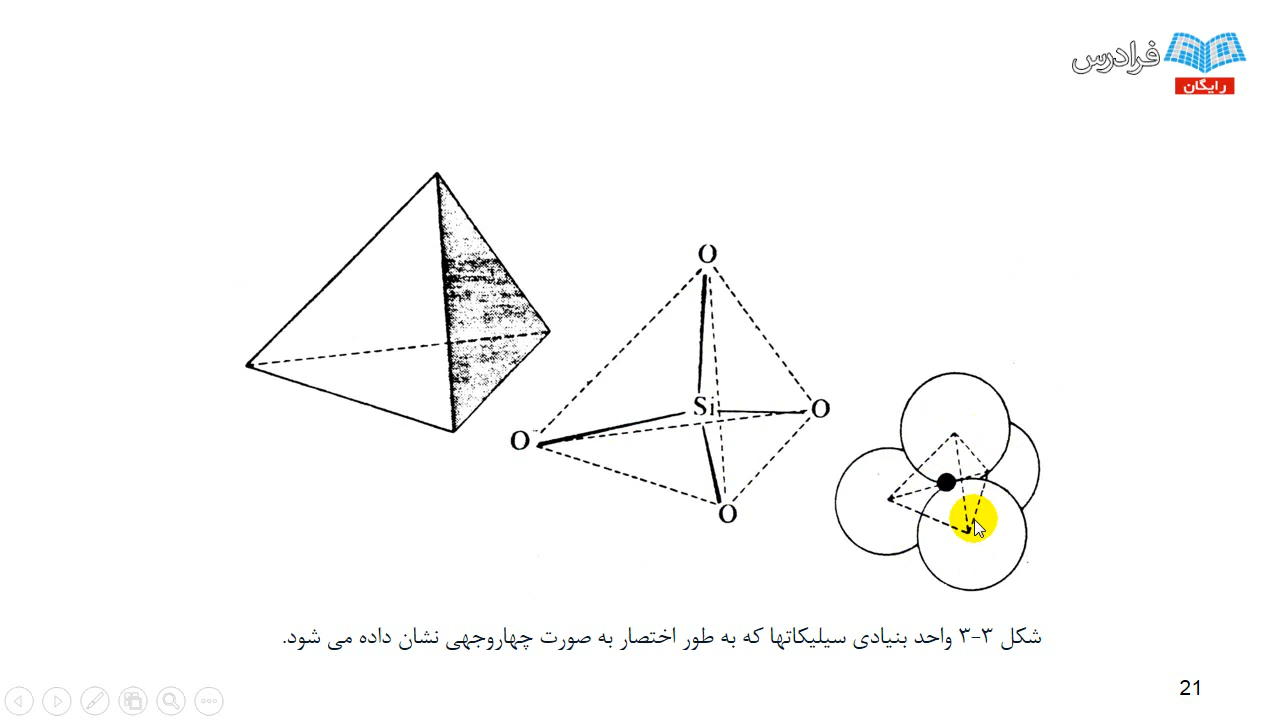 فرادرس
رایگان
O
Si
O
O
O
شکل ۳-۳ واحد بنیادی سیلیکاتها که به طور اختصار به صورت چهاروجهی نشان داده می شود.
21